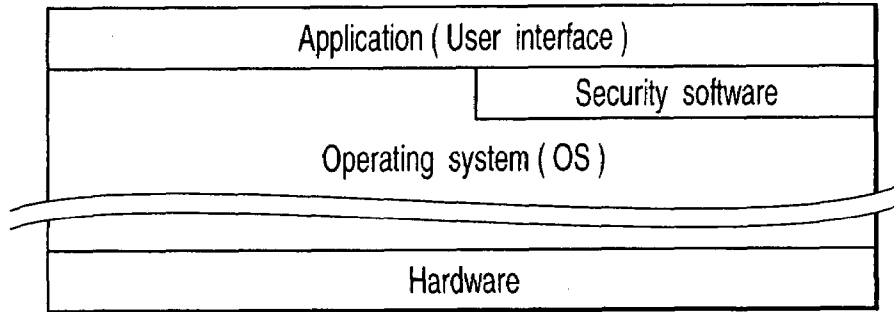 Application ( User interface )
Security software
Operating system ( OS )
Hardware